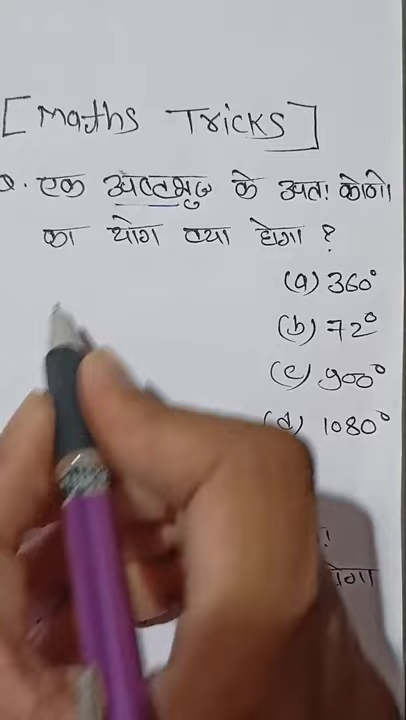 [Maths Tricks]
Q. एक अष्टभुज के अंतः कोणो
का योग क्या होगा ?
(a) 360°
(b) 72°
(c) 900°
(d) 1080°